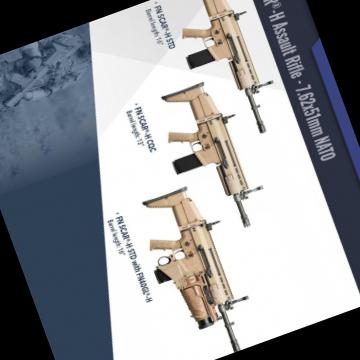 R®-H Assault Rifle - 7.62x51mm NATO
• FN SCAR®-H STD
Barrel length: 16"
• FN SCAR®-H CQC
Barrel length: 13"
• FN SCAR®-H STD with FN40GL®-H
Barrel length: 16"